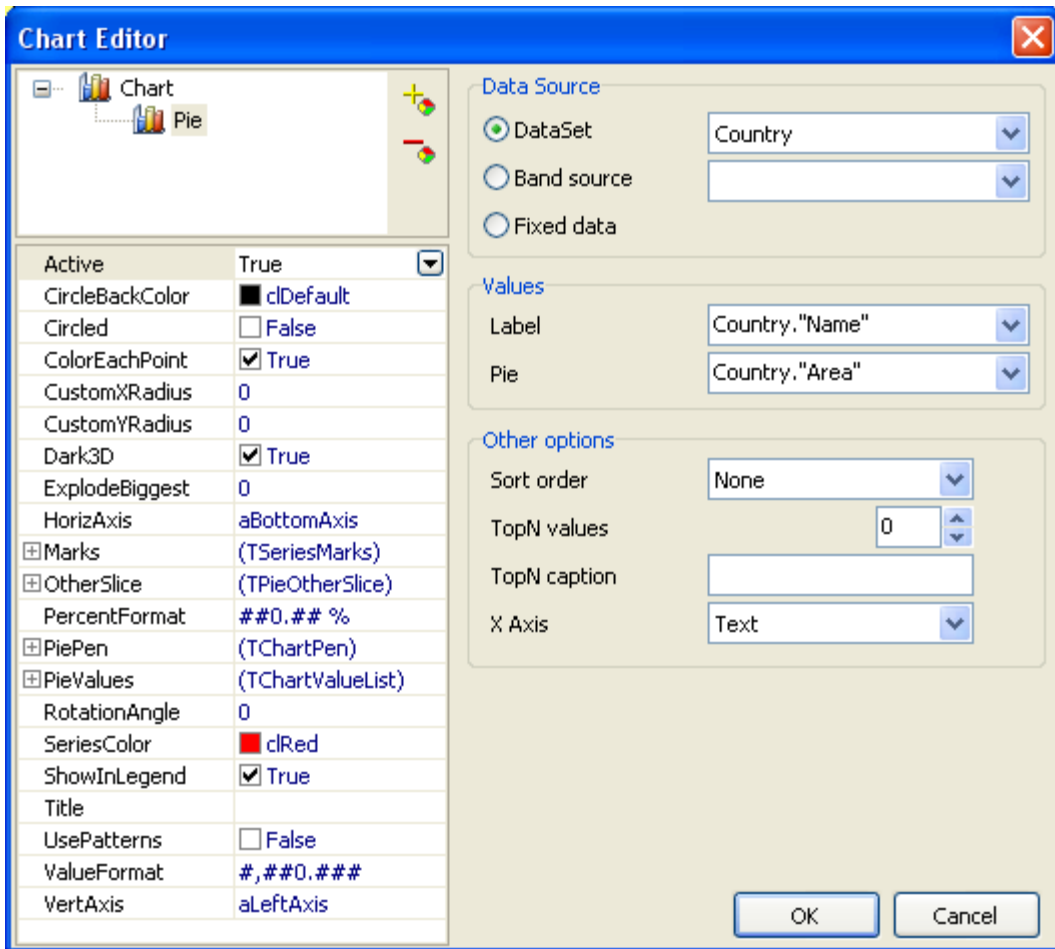 Chart Editor
Chart
Pie
Active True
CircleBackColor clDefault
Circled False
ColorEachPoint True
CustomXRadius 0
CustomYRadius 0
Dark3D True
ExplodeBiggest 0
HorizAxis aBottomAxis
Marks (TSeriesMarks)
OtherSlice (TPieOtherSlice)
PercentFormat ##0.## %
PiePen (TChartPen)
PieValues (TChartValueList)
RotationAngle 0
SeriesColor clRed
ShowInLegend True
Title
UsePatterns False
ValueFormat #,##0.###
VertAxis aLeftAxis
Data Source
DataSet Country
Band source
Fixed data
Values
Label Country."Name"
Pie Country."Area"
Other options
Sort order None
TopN values 0
TopN caption
X Axis Text
OK Cancel